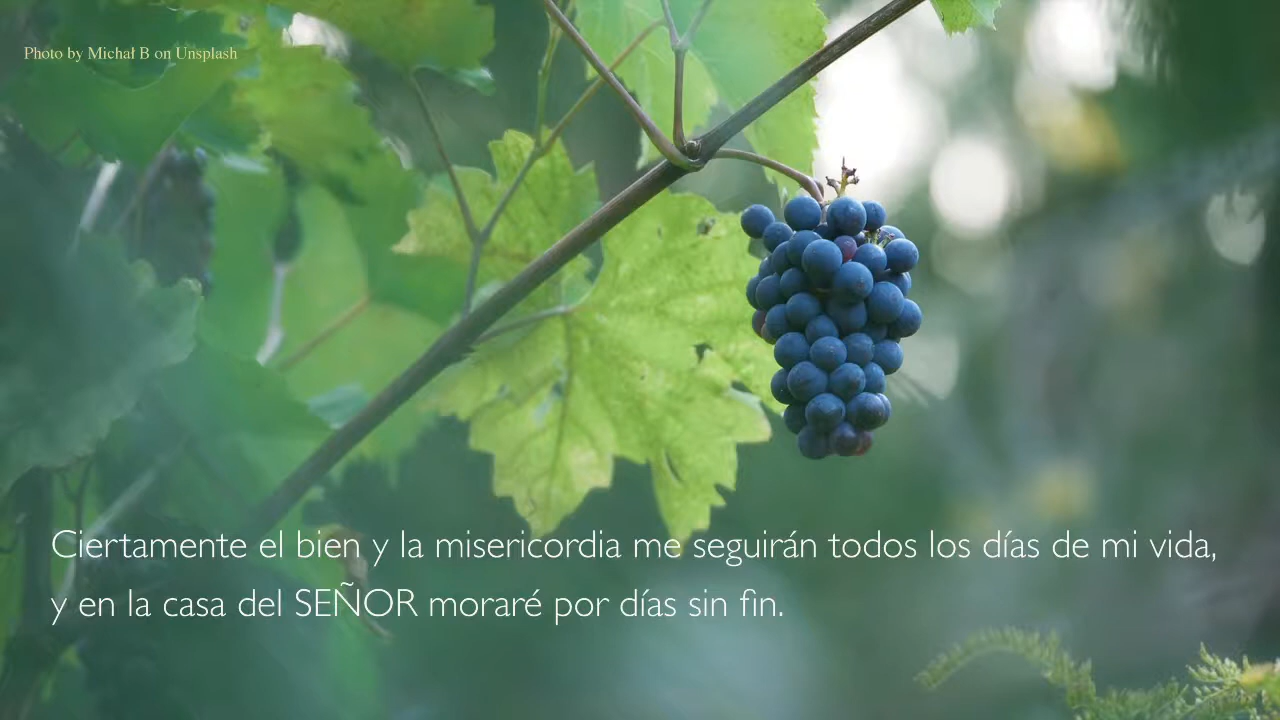 Photo by Michał B on Unsplash
Ciertamente el bien y la misericordia me seguirán todos los días de mi vida,
y en la casa del SEÑOR moraré por días sin fin.